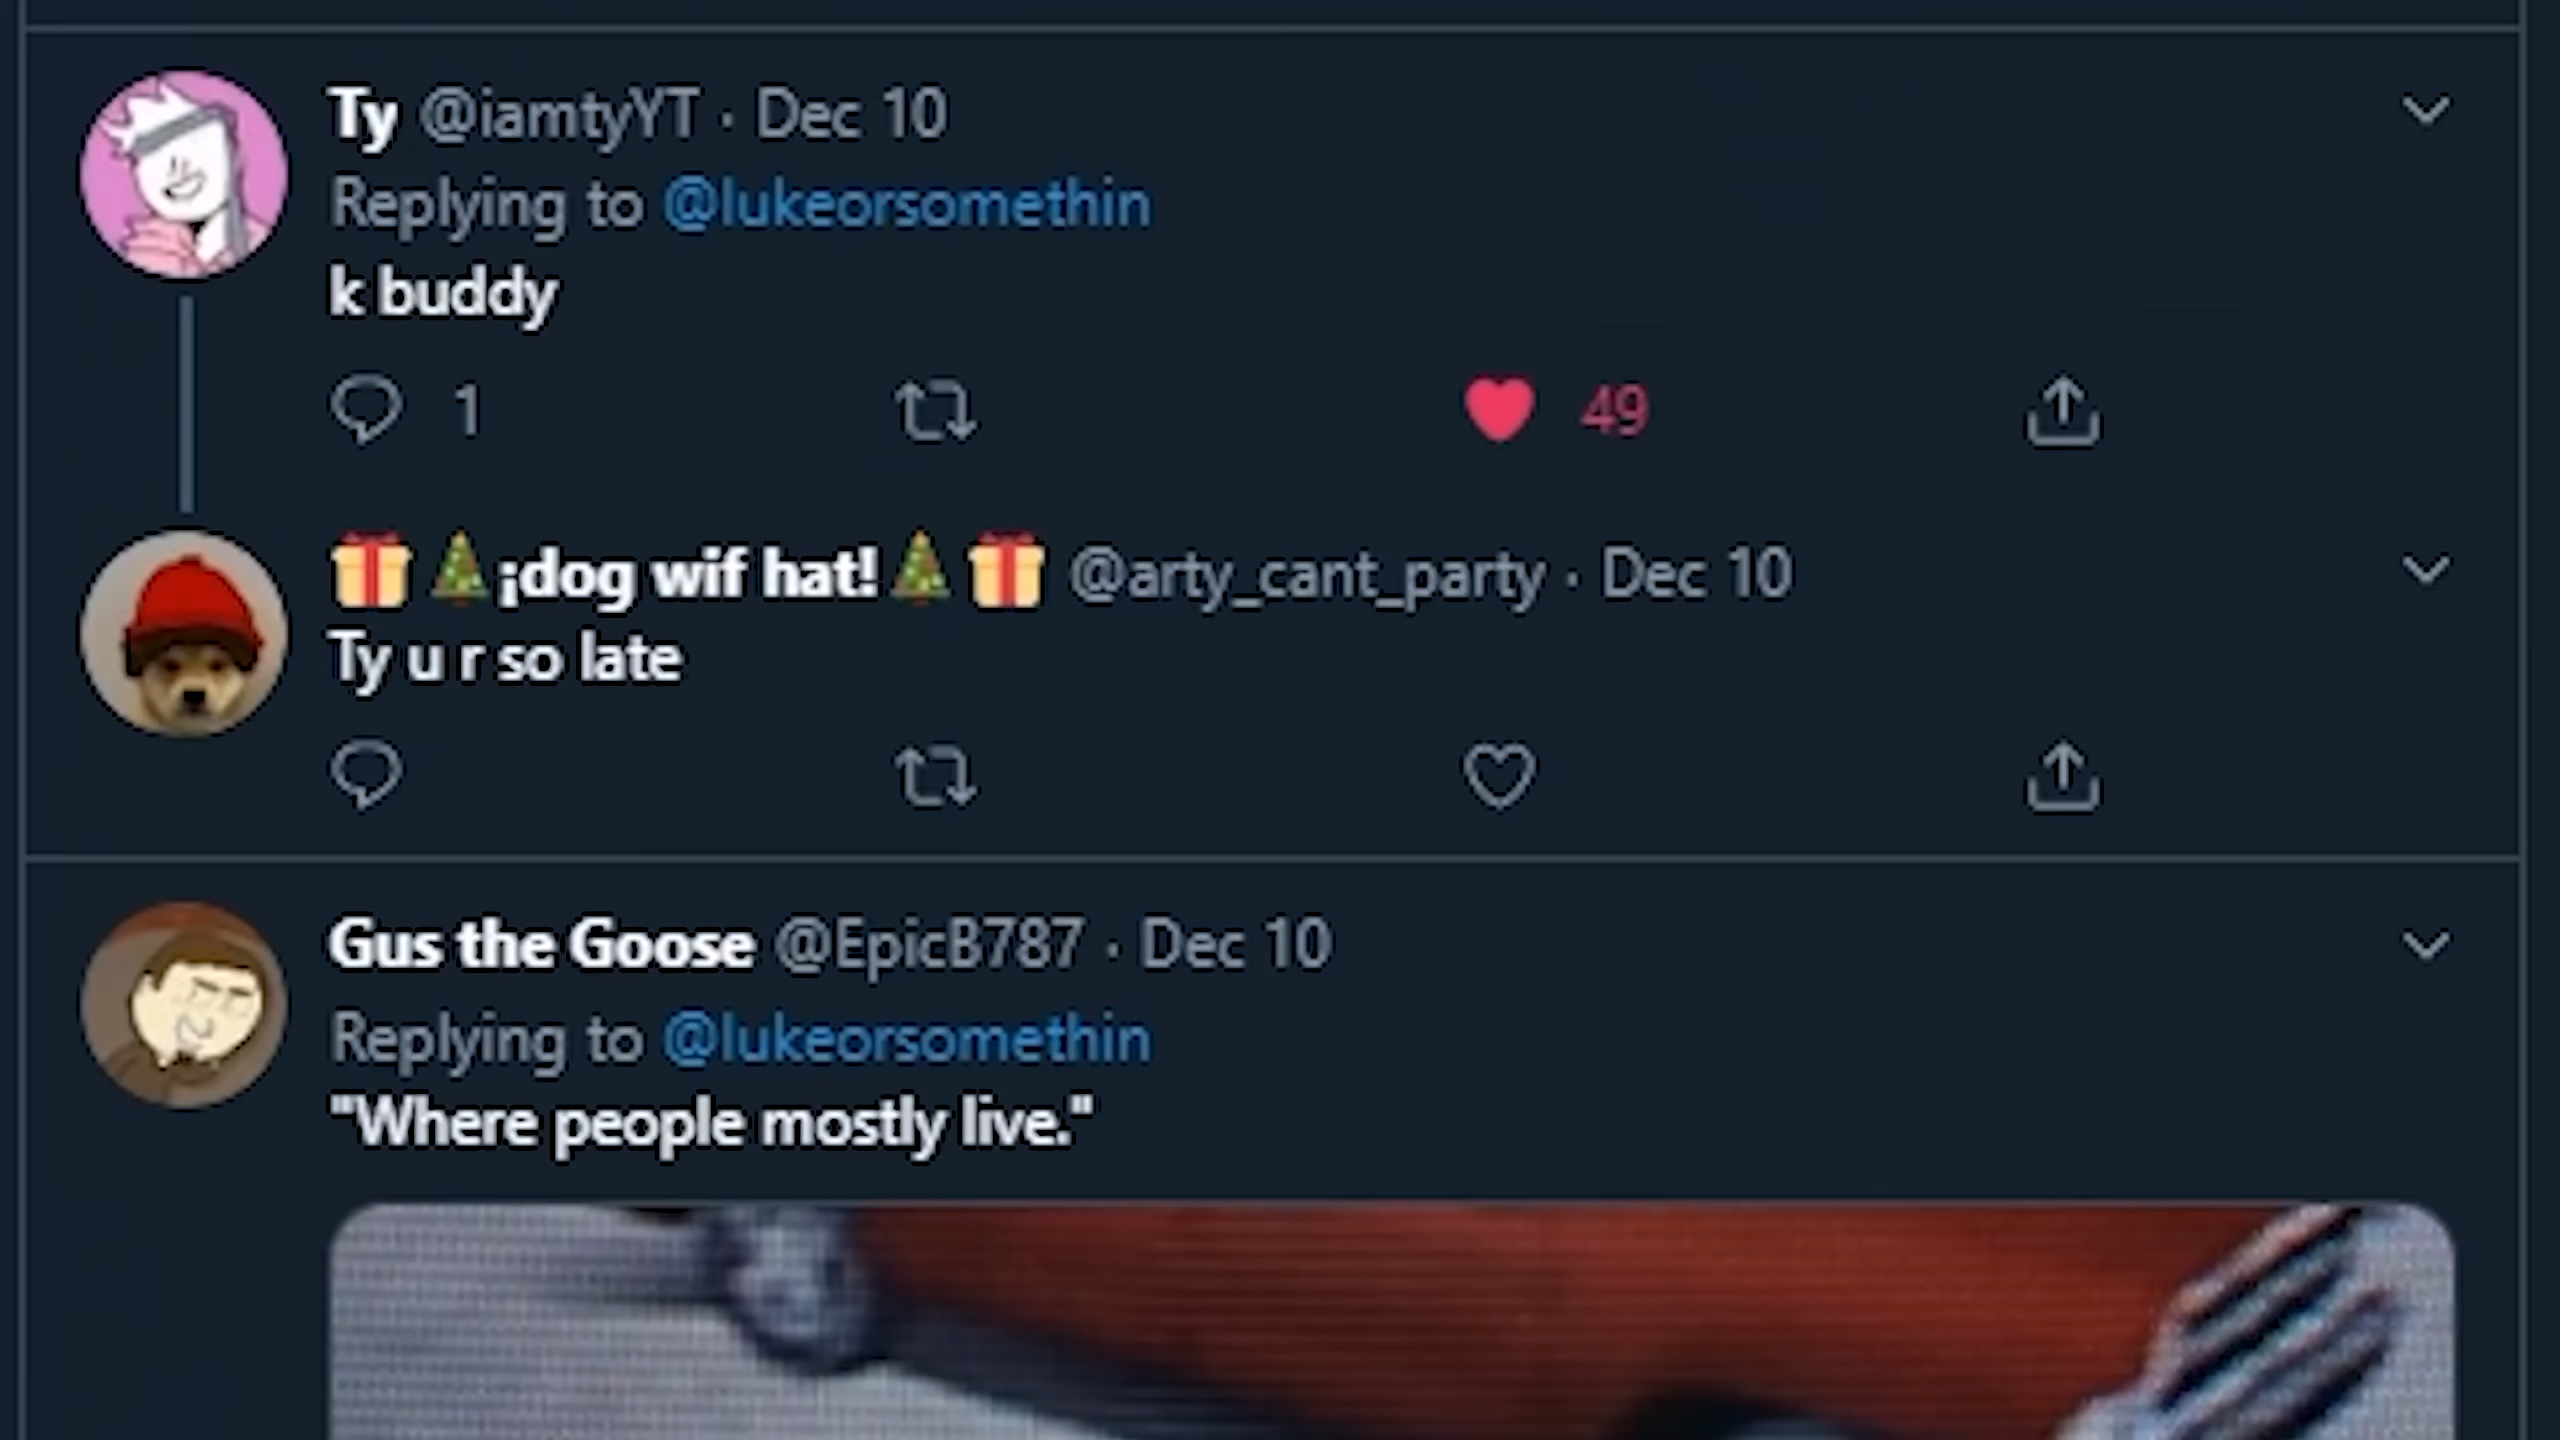 Ty @iamtyYT · Dec 10
Replying to @lukeorsomethin
k buddy
1 49
🎁🎄¡dog wif hat!🎄🎁 @arty_cant_party · Dec 10
Ty u r so late
Gus the Goose @EpicB787 · Dec 10
Replying to @lukeorsomethin
"Where people mostly live."